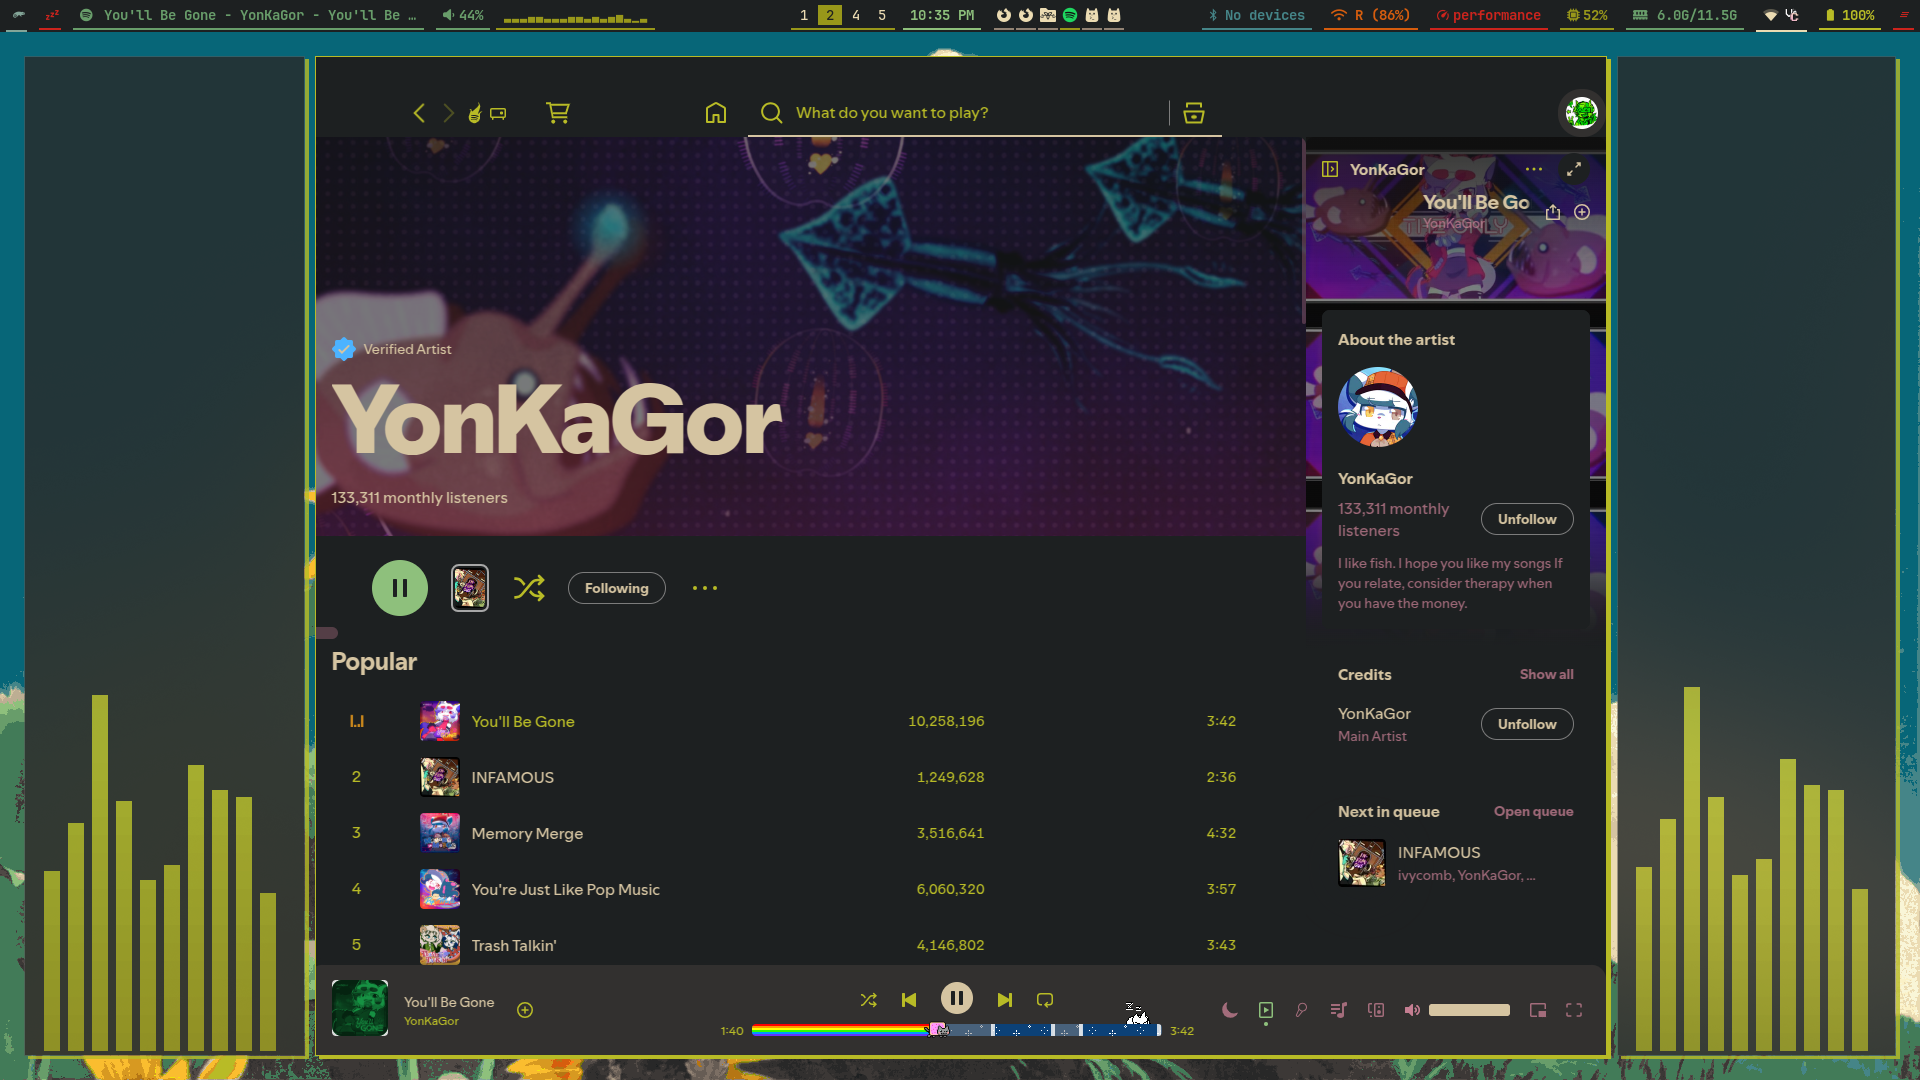 You'll Be Gone - YonKaGor - You'll Be …
44%
1
2
4
5
10:35 PM
No devices
R (86%)
performance
52%
6.0G/11.5G
100%
What do you want to play?
Verified Artist
YonKaGor
133,311 monthly listeners
Following
Popular
You'll Be Gone
10,258,196
3:42
2
INFAMOUS
1,249,628
2:36
3
Memory Merge
3,516,641
4:32
4
You're Just Like Pop Music
6,060,320
3:57
5
Trash Talkin'
4,146,802
3:43
YonKaGor
You'll Be Go
YonKaGor
About the artist
YonKaGor
133,311 monthly
listeners
Unfollow
I like fish. I hope you like my songs If
you relate, consider therapy when
you have the money.
Credits
Show all
YonKaGor
Main Artist
Unfollow
Next in queue
Open queue
INFAMOUS
ivycomb, YonKaGor, ...
You'll Be Gone
YonKaGor
1:40
3:42